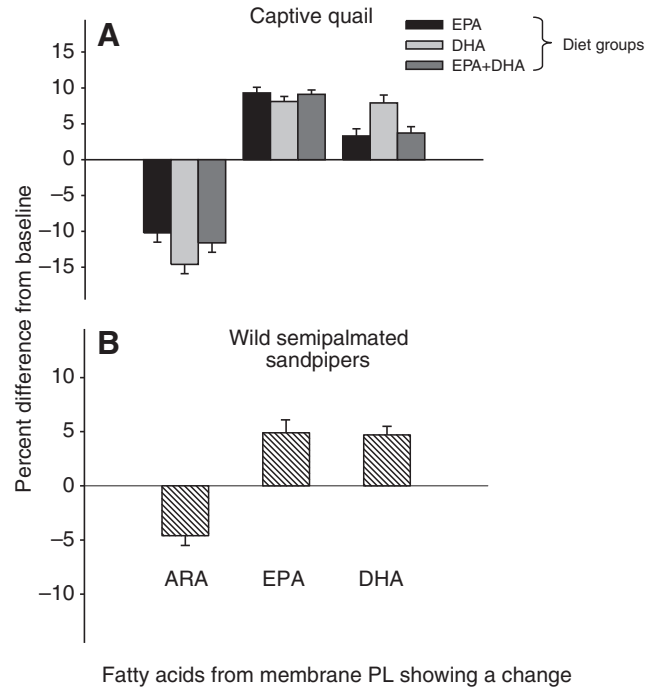 Captive quail
A
EPA
DHA
EPA+DHA
Diet groups
15
10
5
0
–5
–10
–15
Percent difference from baseline
B
Wild semipalmated
sandpipers
10
5
0
–5
–10
ARA EPA DHA
Fatty acids from membrane PL showing a change